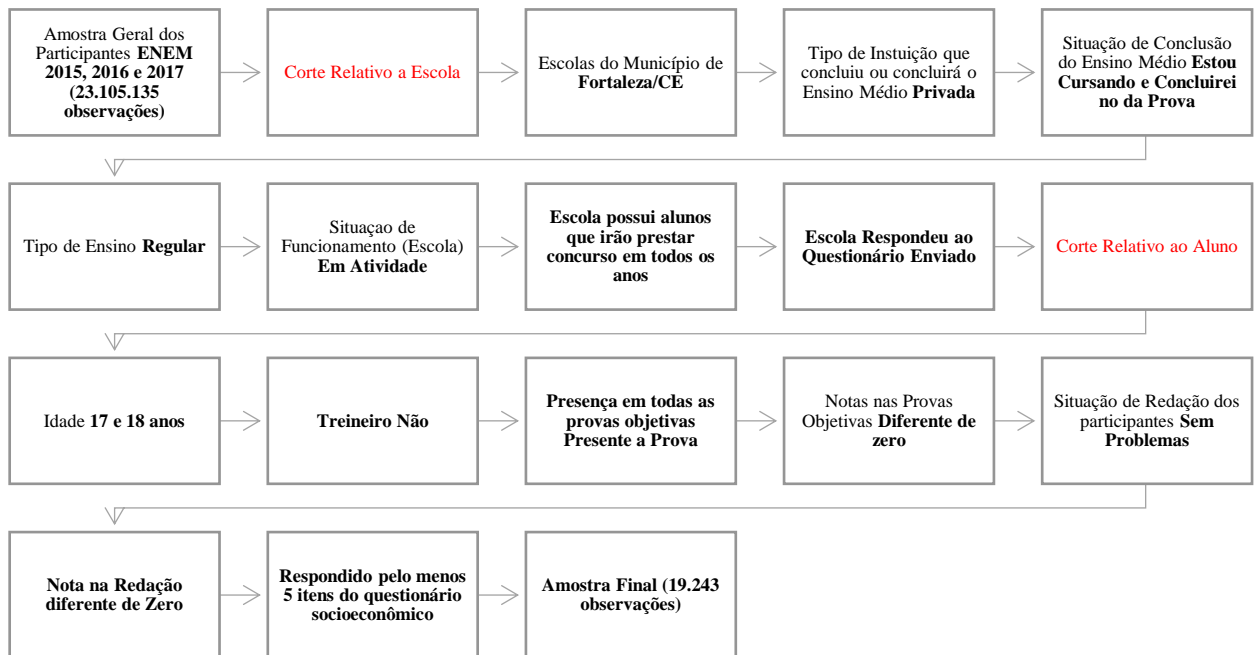 Amostra Geral dos
Participantes ENEM
2015, 2016 e 2017
(23.105.135
observações)
Corte Relativo a Escola
Escolas do Município de
Fortaleza/CE
Tipo de Instuição que
concluiu ou concluirá o
Ensino Médio Privada
Situação de Conclusão
do Ensino Médio Estou
Cursando e Concluirei
no da Prova
Tipo de Ensino Regular
Situaçao de
Funcionamento (Escola)
Em Atividade
Escola possui alunos
que irão prestar
concurso em todos os
anos
Escola Respondeu ao
Questionário Enviado
Corte Relativo ao Aluno
Idade 17 e 18 anos
Treineiro Não
Presença em todas as
provas objetivas
Presente a Prova
Notas nas Provas
Objetivas Diferente de
zero
Situação de Redação dos
participantes Sem
Problemas
Nota na Redação
diferente de Zero
Respondido pelo menos
5 itens do questionário
socioeconômico
Amostra Final (19.243
observações)